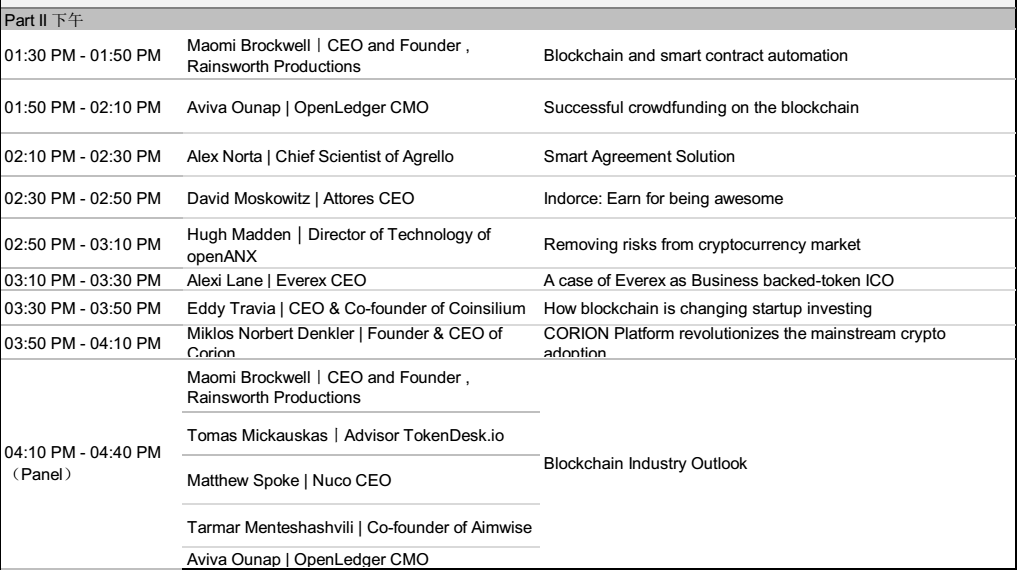 Part II 下午
01:30 PM - 01:50 PM
Maomi Brockwell｜CEO and Founder ,
Rainsworth Productions
Blockchain and smart contract automation
01:50 PM - 02:10 PM
Aviva Ounap | OpenLedger CMO
Successful crowdfunding on the blockchain
02:10 PM - 02:30 PM
Alex Norta | Chief Scientist of Agrello
Smart Agreement Solution
02:30 PM - 02:50 PM
David Moskowitz | Attores CEO
Indorce: Earn for being awesome
02:50 PM - 03:10 PM
Hugh Madden｜Director of Technology of
openANX
Removing risks from cryptocurrency market
03:10 PM - 03:30 PM
Alexi Lane | Everex CEO
A case of Everex as Business backed-token ICO
03:30 PM - 03:50 PM
Eddy Travia | CEO & Co-founder of Coinsilium
How blockchain is changing startup investing
03:50 PM - 04:10 PM
Miklos Norbert Denkler | Founder & CEO of
Corion
CORION Platform revolutionizes the mainstream crypto
adoption
04:10 PM - 04:40 PM
（Panel）
Maomi Brockwell｜CEO and Founder ,
Rainsworth Productions
Tomas Mickauskas｜Advisor TokenDesk.io
Matthew Spoke | Nuco CEO
Tarmar Menteshashvili | Co-founder of Aimwise
Aviva Ounap | OpenLedger CMO
Blockchain Industry Outlook